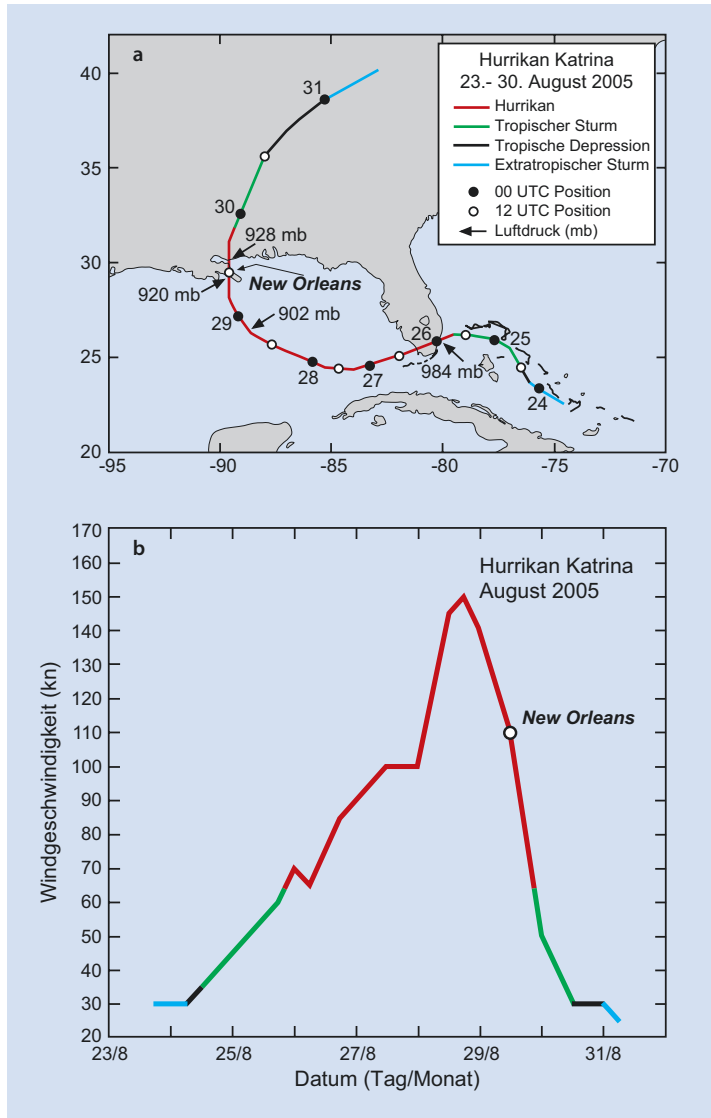 a
Hurrikan Katrina
23.- 30. August 2005
Hurrikan
Tropischer Sturm
Tropische Depression
Extratropischer Sturm
00 UTC Position
12 UTC Position
Luftdruck (mb)
40
35
30
25
20
31
30
928 mb
New Orleans
920 mb
29
902 mb
28
27
26
984 mb
25
24
-95
-90
-85
-80
-75
-70
b
Hurrikan Katrina
August 2005
New Orleans
Windgeschwindigkeit (kn)
170
160
150
140
130
120
110
100
90
80
70
60
50
40
30
20
23/8
25/8
27/8
29/8
31/8
Datum (Tag/Monat)